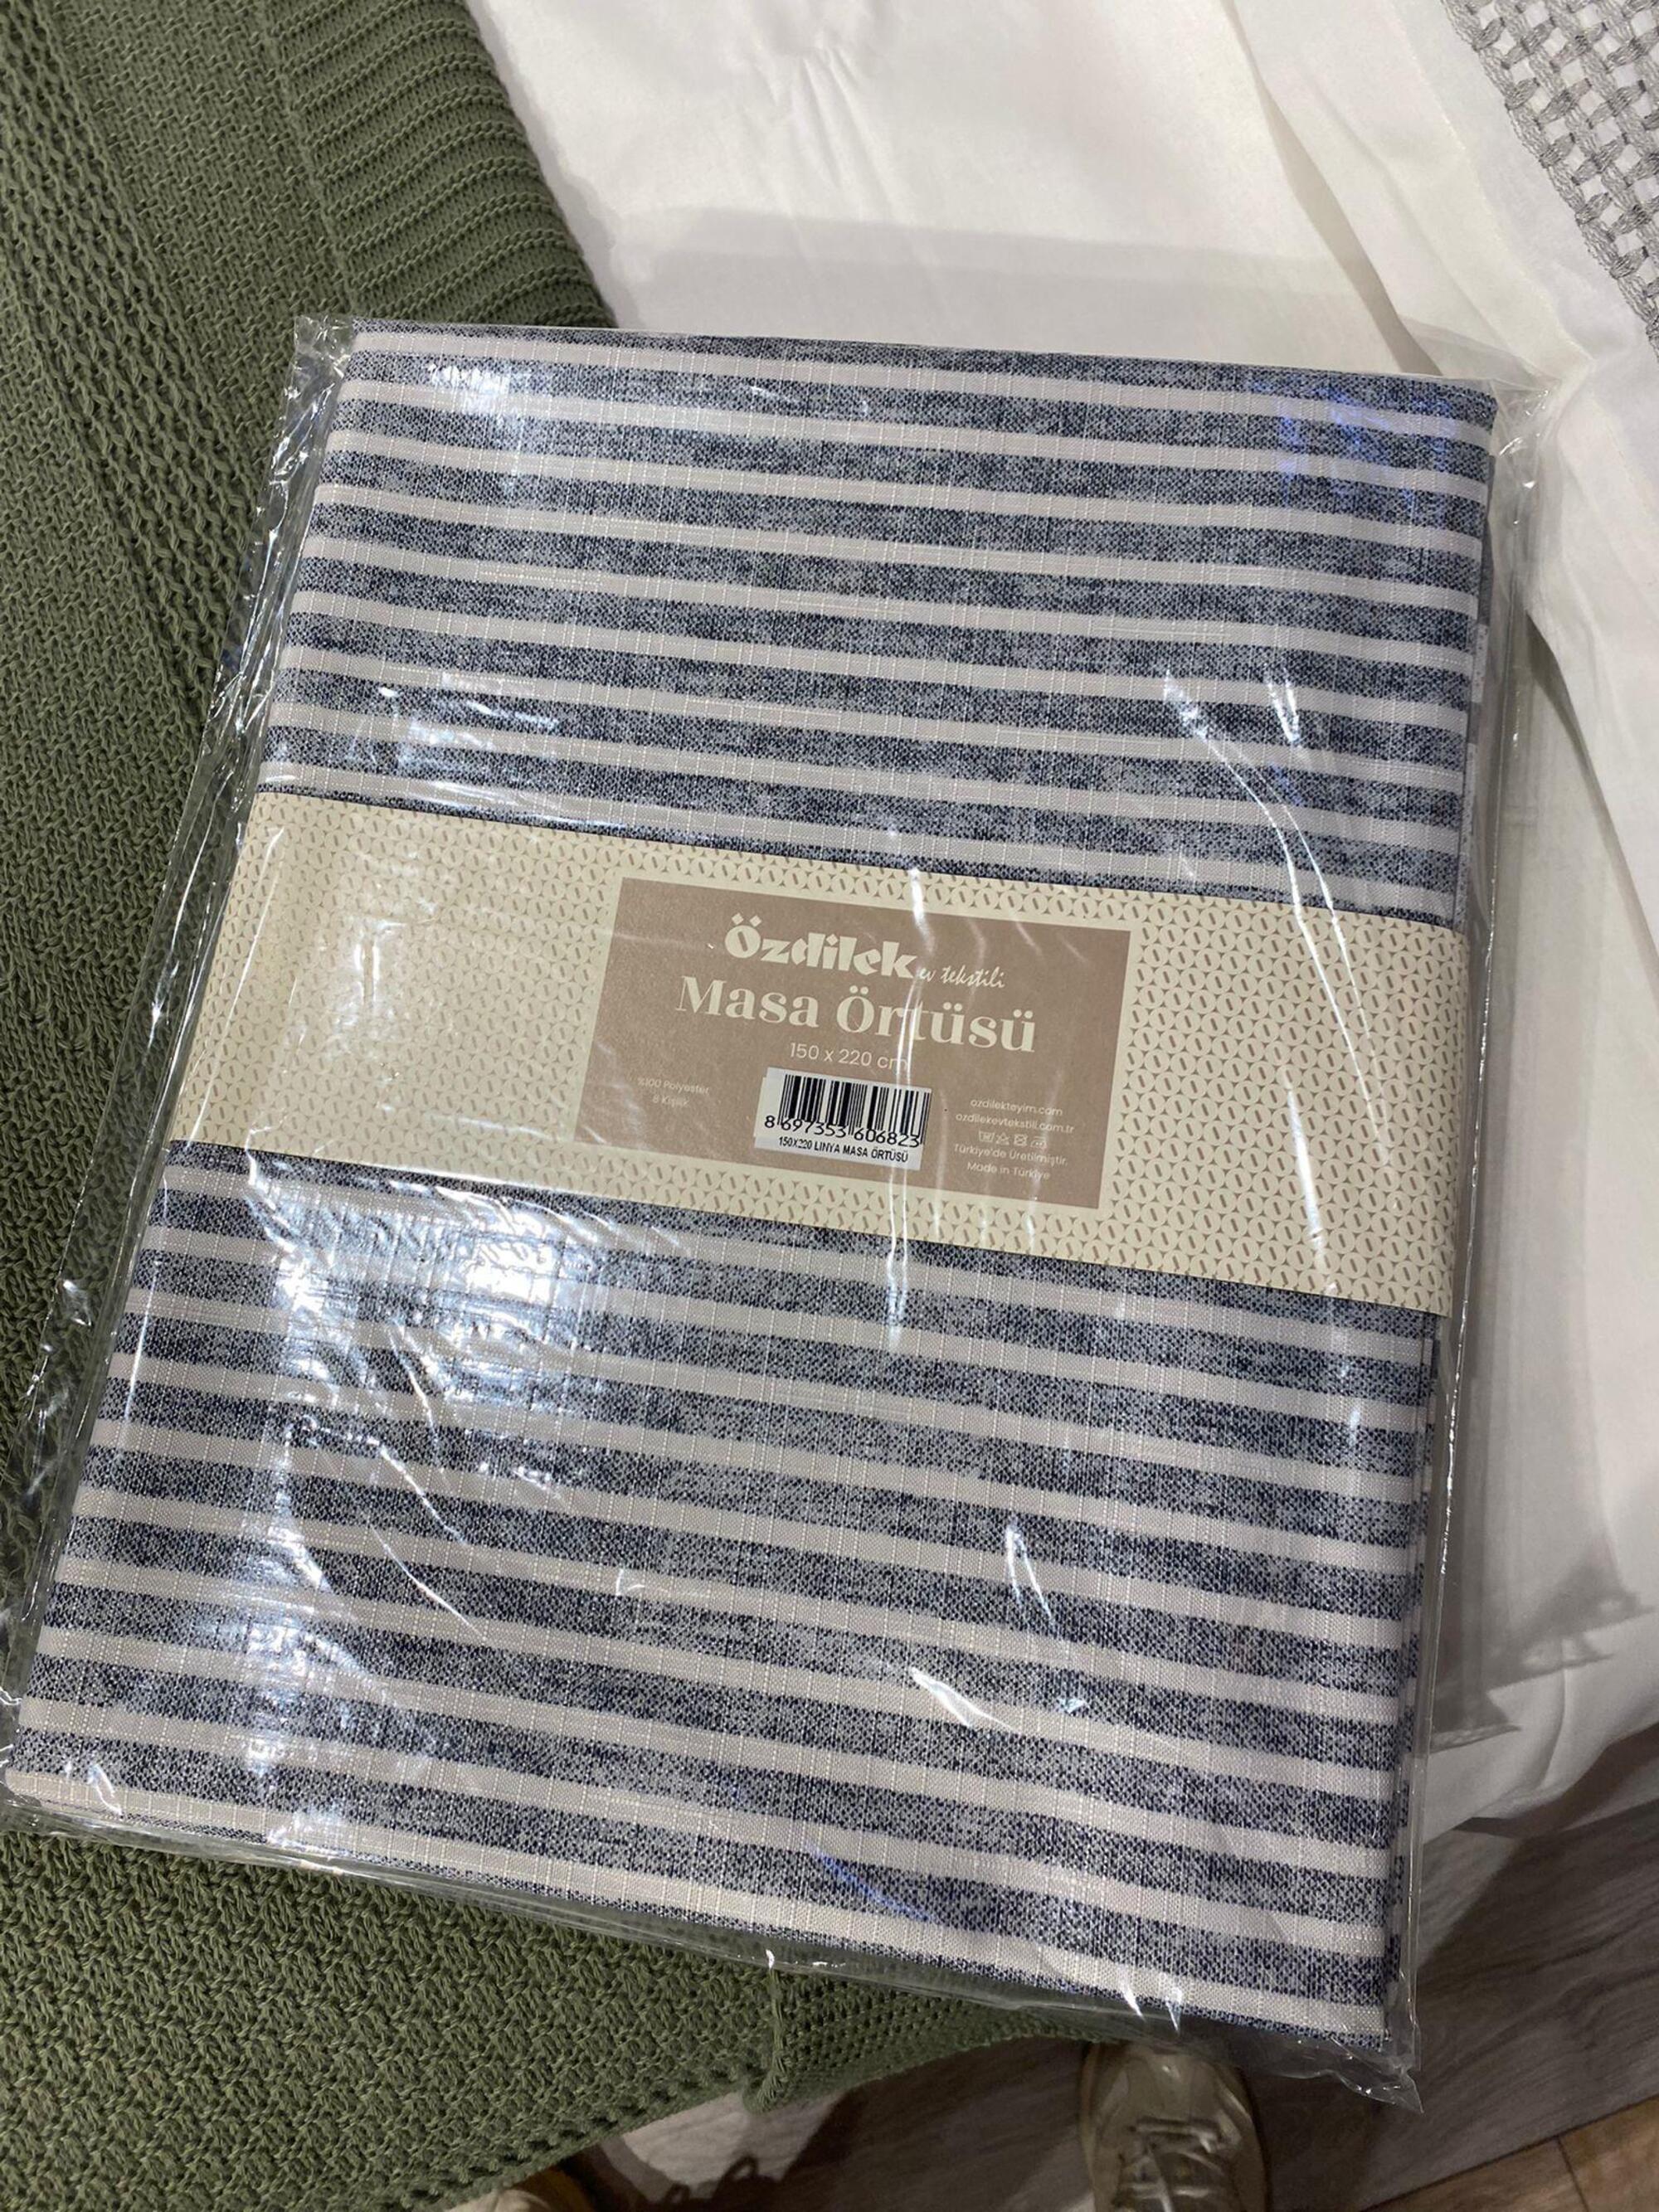 Özdilek ev tekstili
Masa Örtüsü
150 x 220 cm
%100 Polyester
8 Kişilik
8 697353 606823
150X220 LINYA MASA ÖRTÜSÜ
ozdilekteyim.com
ozdilekevtekstili.com.tr
Türkiye'de Üretilmiştir.
Made in Türkiye